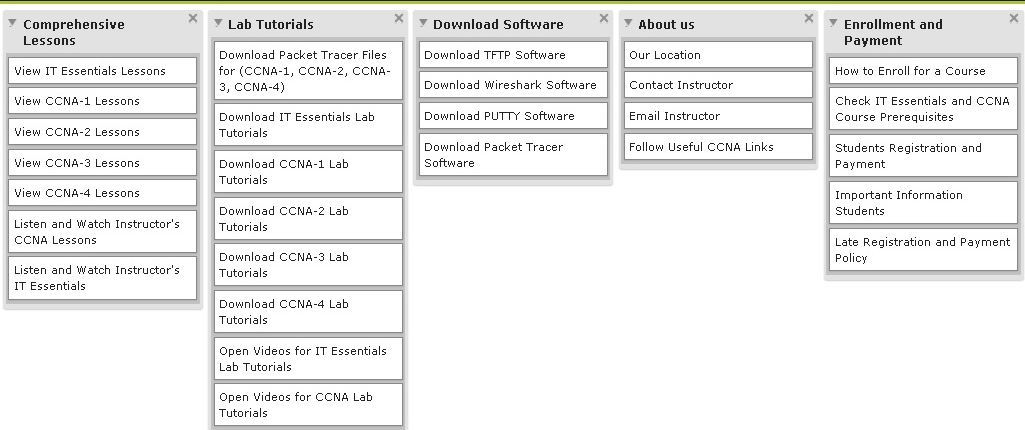 Comprehensive
Lessons
View IT Essentials Lessons
View CCNA-1 Lessons
View CCNA-2 Lessons
View CCNA-3 Lessons
View CCNA-4 Lessons
Listen and Watch Instructor's
CCNA Lessons
Listen and Watch Instructor's
IT Essentials
Lab Tutorials
Download Packet Tracer Files
for (CCNA-1, CCNA-2, CCNA-
3, CCNA-4)
Download IT Essentials Lab
Tutorials
Download CCNA-1 Lab
Tutorials
Download CCNA-2 Lab
Tutorials
Download CCNA-3 Lab
Tutorials
Download CCNA-4 Lab
Tutorials
Open Videos for IT Essentials
Lab Tutorials
Open Videos for CCNA Lab
Tutorials
Download Software
Download TFTP Software
Download Wireshark Software
Download PUTTY Software
Download Packet Tracer
Software
About us
Our Location
Contact Instructor
Email Instructor
Follow Useful CCNA Links
Enrollment and
Payment
How to Enroll for a Course
Check IT Essentials and CCNA
Course Prerequisites
Students Registration and
Payment
Important Information
Students
Late Registration and Payment
Policy